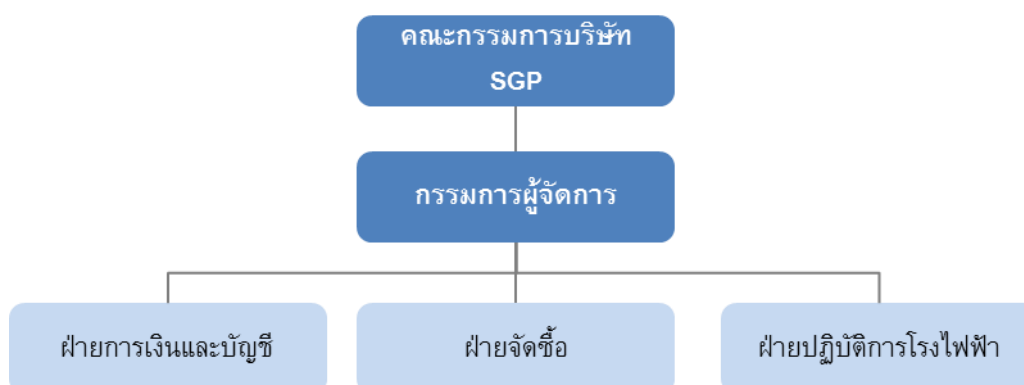 คณะกรรมการบริษัท
SGP
กรรมการผู้จัดการ
ฝ่ายการเงินและบัญชี
ฝ่ายจัดซื้อ
ฝ่ายปฏิบัติการโรงไฟฟ้า